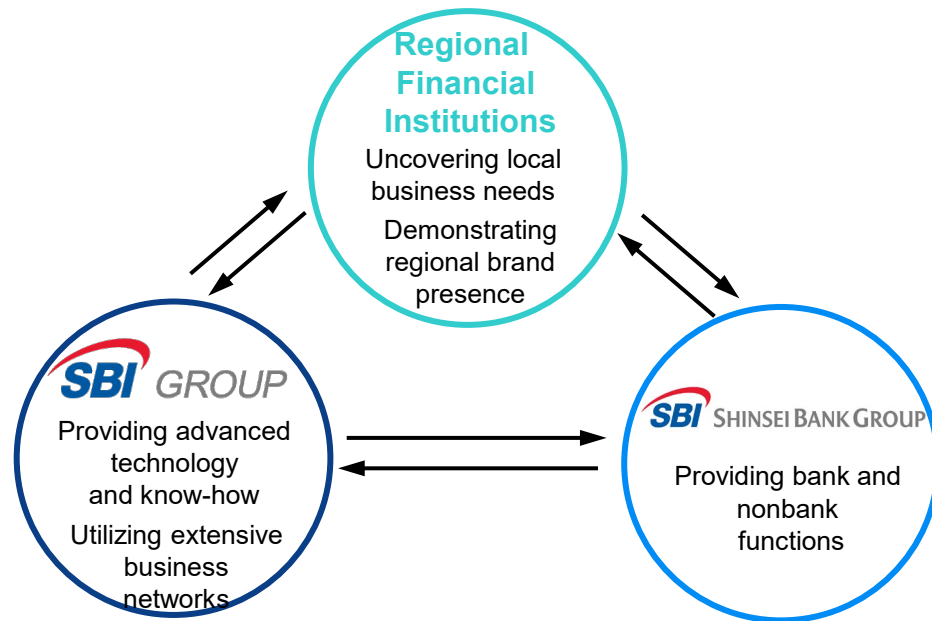 Regional
Financial
Institutions
Uncovering local
business needs
Demonstrating
regional brand
presence
SBI GROUP
Providing advanced
technology
and know-how
Utilizing extensive
business
networks
SBI SHINSEI BANK GROUP
Providing bank and
nonbank
functions